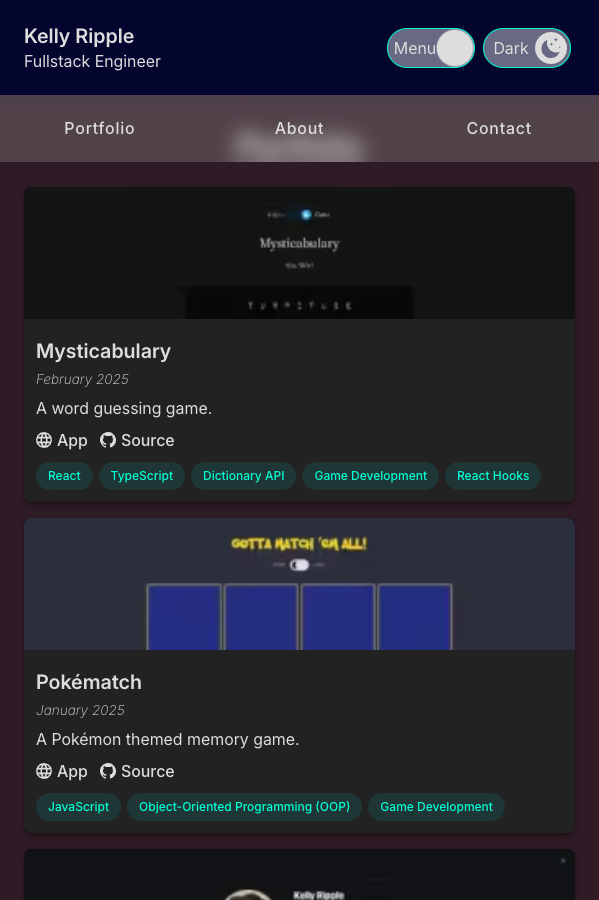 Kelly Ripple
Fullstack Engineer
Menu
Dark
Portfolio About Contact
Mysticabulary
Mysticabulary
February 2025
A word guessing game.
App Source
React TypeScript Dictionary API Game Development React Hooks
GOTTA MATCH 'EM ALL!
Pokématch
January 2025
A Pokémon themed memory game.
App Source
JavaScript Object-Oriented Programming (OOP) Game Development
Kelly Ripple